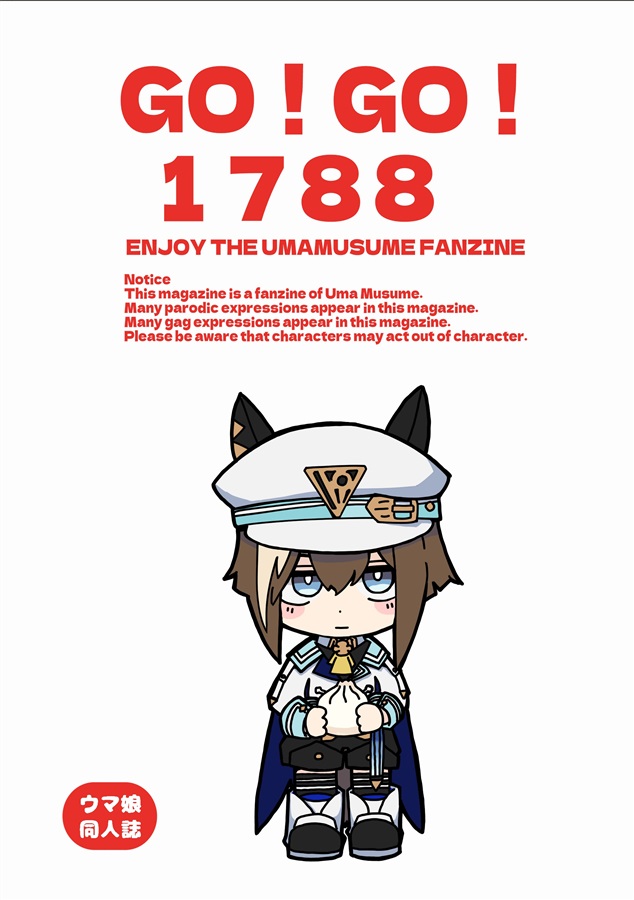 GO!GO!
1788
ENJOY THE UMAMUSUME FANZINE
Notice
This magazine is a fanzine of Uma Musume.
Many parodic expressions appear in this magazine.
Many gag expressions appear in this magazine.
Please be aware that characters may act out of character.
ウマ娘
同人誌